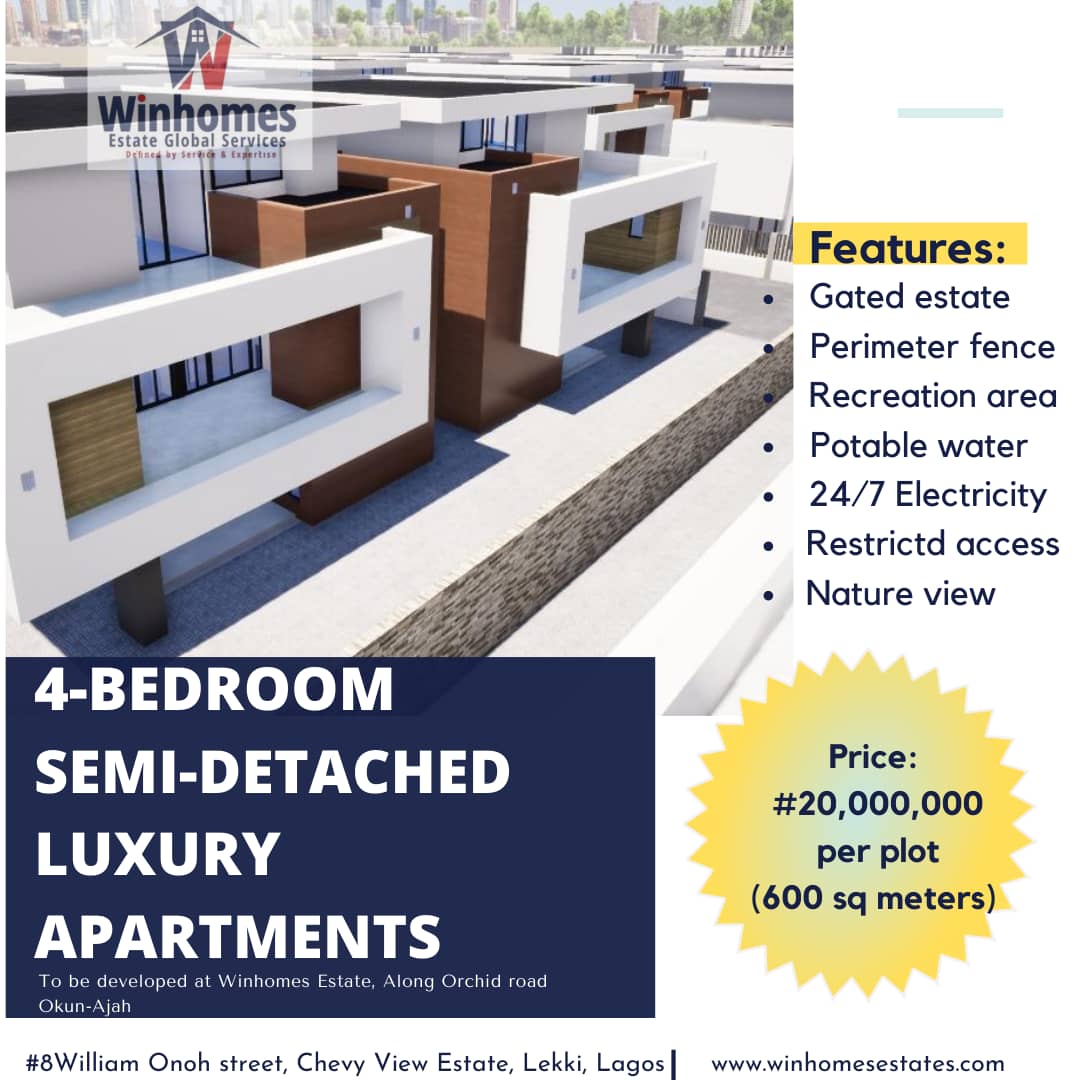 Winhomes
Estate Global Services
Defined by Service & Expertise
Features:
• Gated estate
• Perimeter fence
• Recreation area
• Potable water
• 24/7 Electricity
• Restrictd access
• Nature view
4-BEDROOM
SEMI-DETACHED
LUXURY
APARTMENTS
To be developed at Winhomes Estate, Along Orchid road
Okun-Ajah
Price:
#20,000,000
per plot
(600 sq meters)
#8William Onoh street, Chevy View Estate, Lekki, Lagos
www.winhomesestates.com